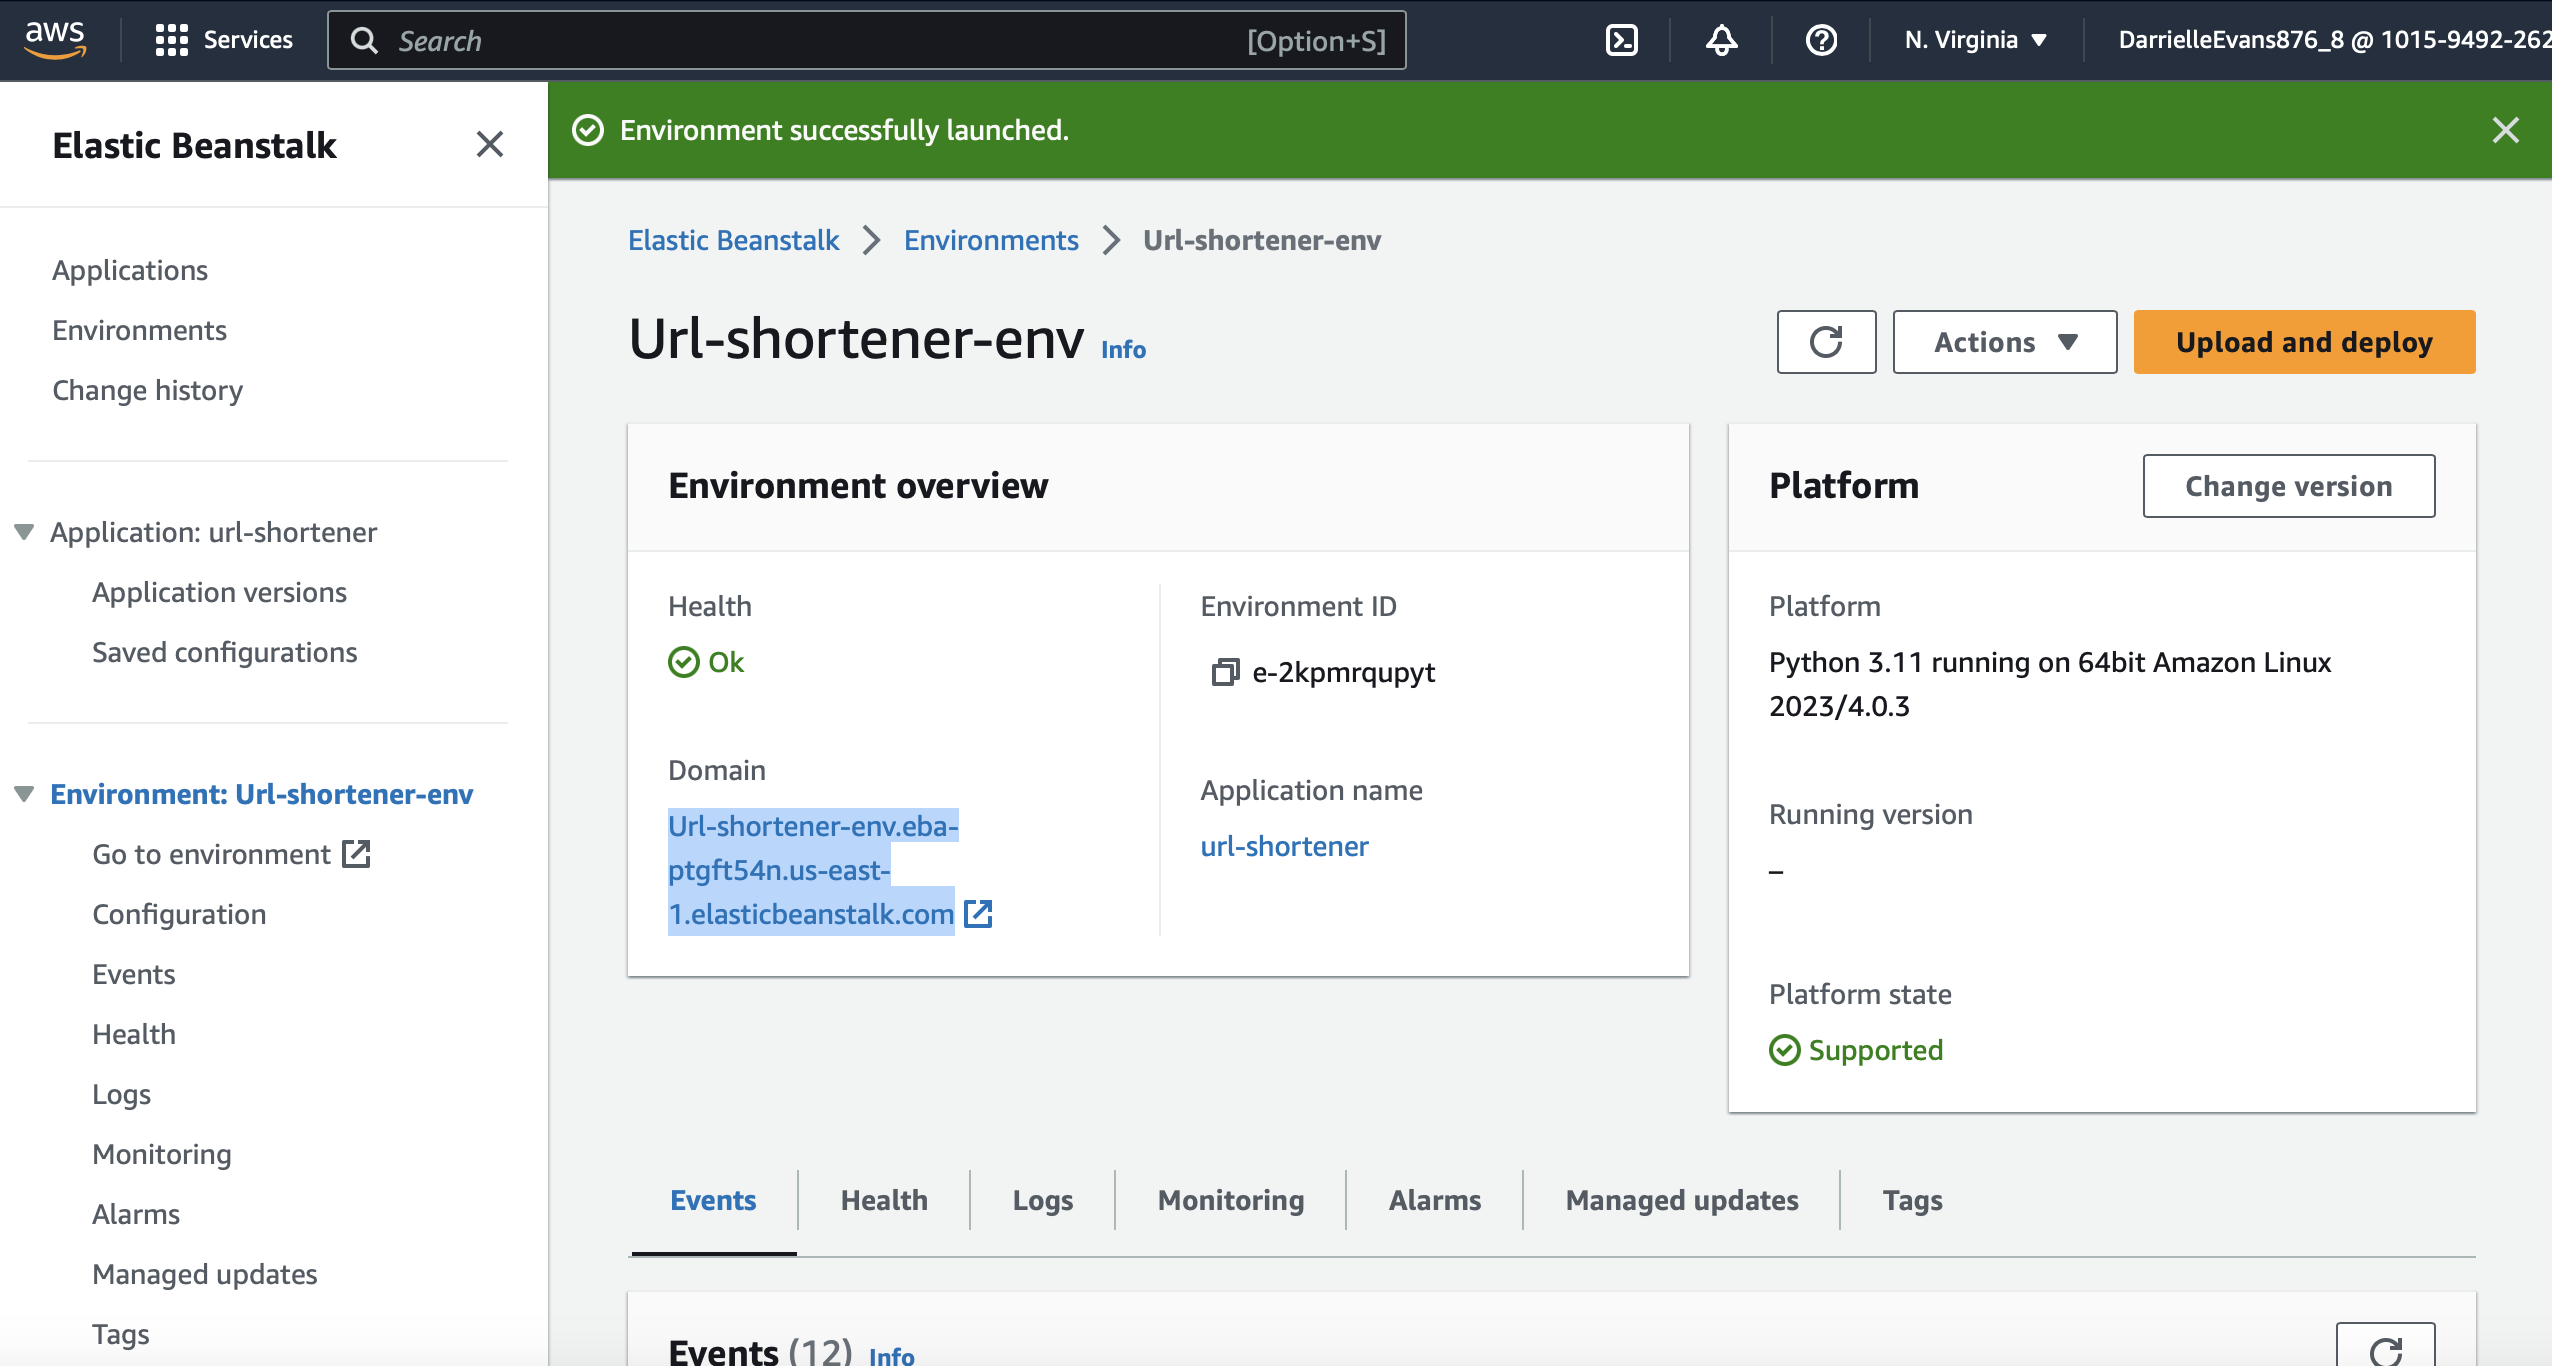 aws
Services
Search
[Option+S]
N. Virginia
DarrielleEvans876_8 @ 1015-9492-262
Elastic Beanstalk
Applications
Environments
Change history
Application: url-shortener
Application versions
Saved configurations
Environment: Url-shortener-env
Go to environment
Configuration
Events
Health
Logs
Monitoring
Alarms
Managed updates
Tags
Environment successfully launched.
Elastic Beanstalk
Environments
Url-shortener-env
Url-shortener-env Info
Actions
Upload and deploy
Environment overview
Health
Ok
Domain
Url-shortener-env.eba-
ptgft54n.us-east-
1.elasticbeanstalk.com
Environment ID
e-2kpmrqupyt
Application name
url-shortener
Platform
Change version
Platform
Python 3.11 running on 64bit Amazon Linux
2023/4.0.3
Running version
–
Platform state
Supported
Events
Health
Logs
Monitoring
Alarms
Managed updates
Tags
Events (12) Info